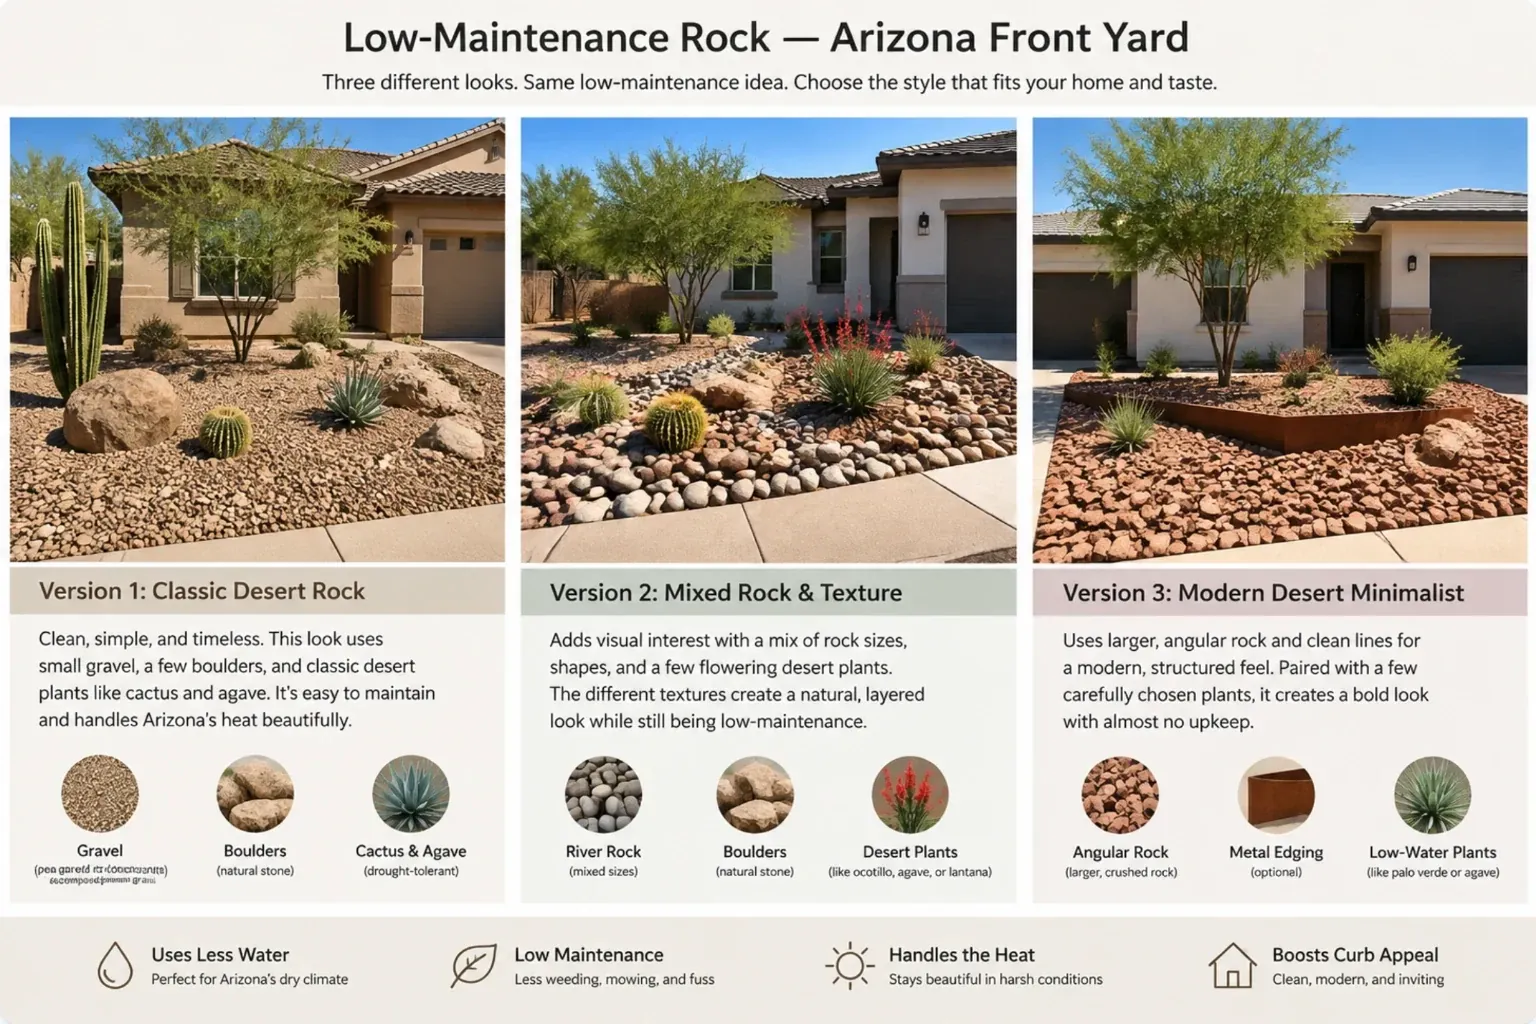 Low-Maintenance Rock — Arizona Front Yard
Three different looks. Same low-maintenance idea. Choose the style that fits your home and taste.
Version 1: Classic Desert Rock
Clean, simple, and timeless. This look uses
small gravel, a few boulders, and classic desert
plants like cactus and agave. It's easy to maintain
and handles Arizona's heat beautifully.
Gravel
Boulders
(natural stone)
Cactus & Agave
(drought-tolerant)
Version 2: Mixed Rock & Texture
Adds visual interest with a mix of rock sizes,
shapes, and a few flowering desert plants.
The different textures create a natural, layered
look while still being low-maintenance.
River Rock
(mixed sizes)
Boulders
(natural stone)
Desert Plants
(like ocotillo, agave, or lantana)
Version 3: Modern Desert Minimalist
Uses larger, angular rock and clean lines for
a modern, structured feel. Paired with a few
carefully chosen plants, it creates a bold look
with almost no upkeep.
Angular Rock
(larger, crushed rock)
Metal Edging
(optional)
Low-Water Plants
(like palo verde or agave)
Uses Less Water
Perfect for Arizona's dry climate
Low Maintenance
Less weeding, mowing, and fuss
Handles the Heat
Stays beautiful in harsh conditions
Boosts Curb Appeal
Clean, modern, and inviting